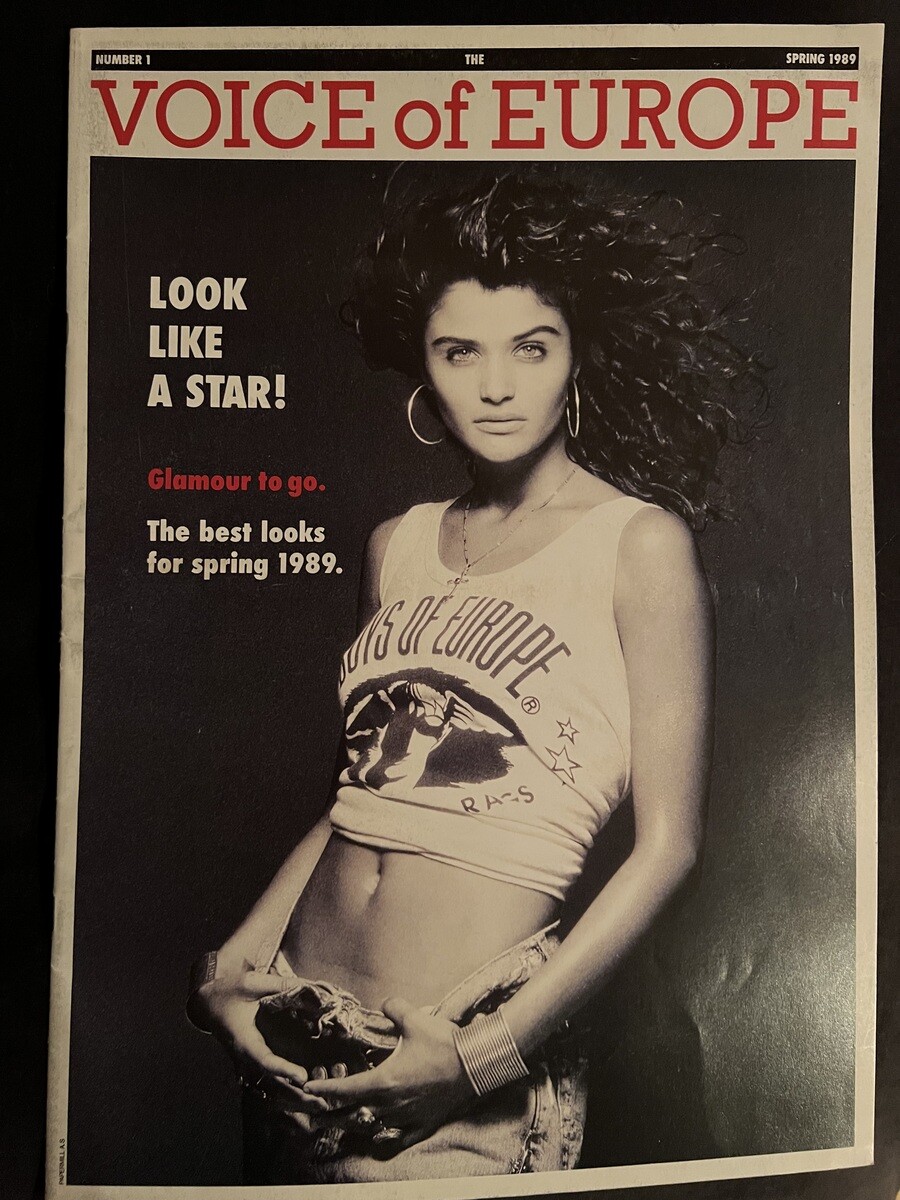 NUMBER 1 THE SPRING 1989
VOICE of EUROPE
LOOK
LIKE
A STAR!
Glamour to go.
The best looks
for spring 1989.
OF EUROPE®
PAPERMILL A.S